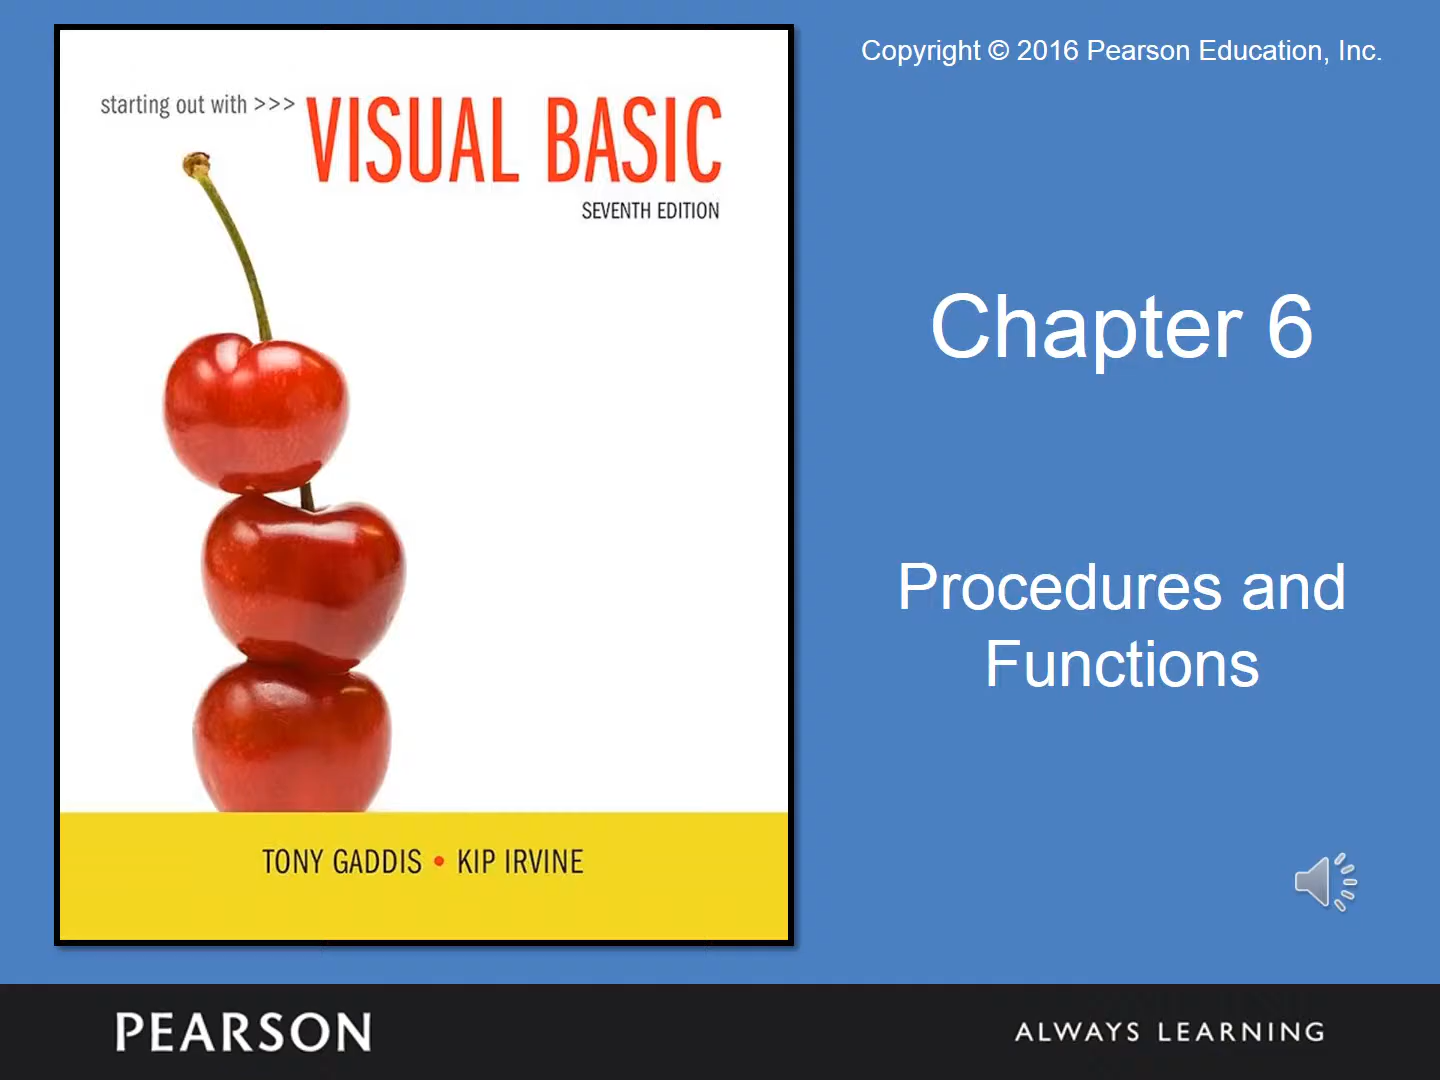 starting out with >>> VISUAL BASIC
SEVENTH EDITION
TONY GADDIS • KIP IRVINE
Copyright © 2016 Pearson Education, Inc.
Chapter 6
Procedures and
Functions
PEARSON
ALWAYS LEARNING